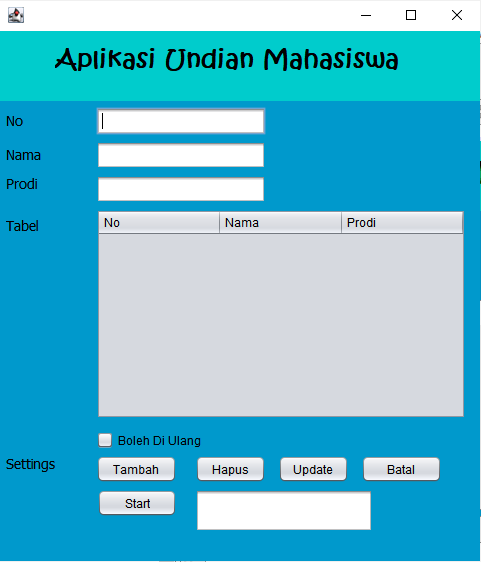 Aplikasi Undian Mahasiswa
No
Nama
Prodi
Tabel
No Nama Prodi
Boleh Di Ulang
Settings
Tambah Hapus Update Batal
Start